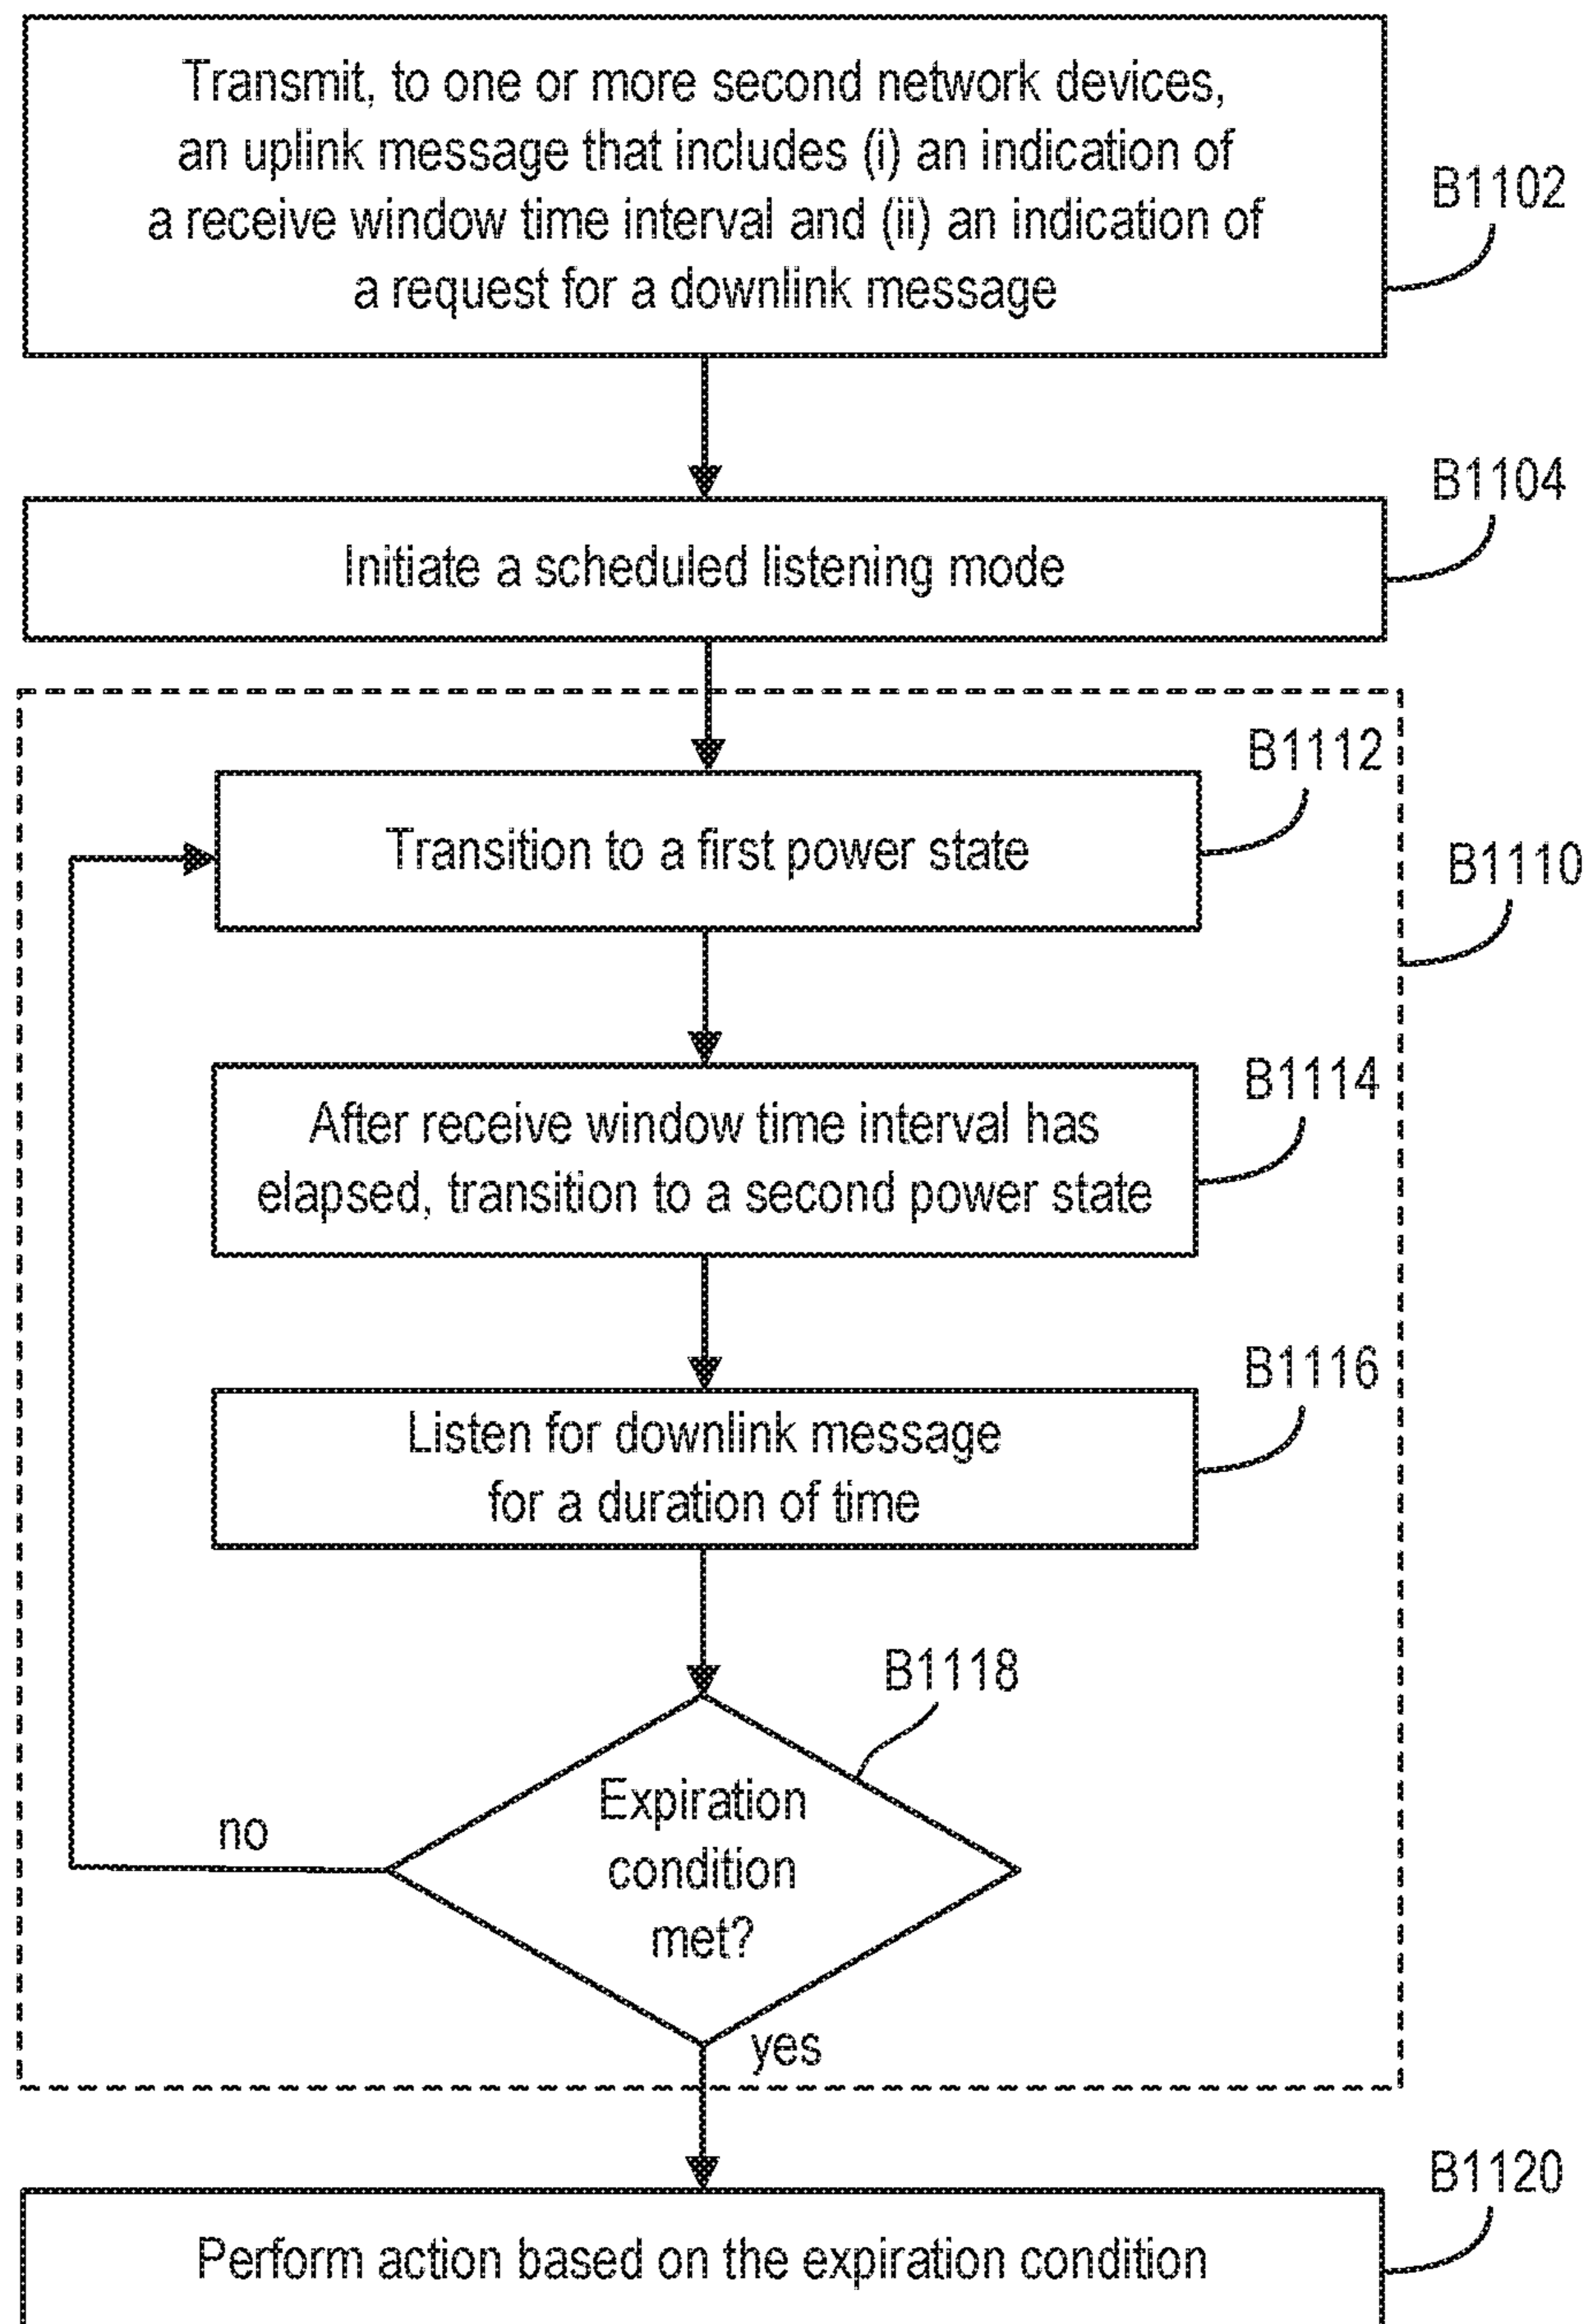 Transmit, to one or more second network devices,
an uplink message that includes (i) an indication of
a receive window time interval and (ii) an indication of
a request for a downlink message
B1102
B1104
Initiate a scheduled listening mode
B1112
Transition to a first power state
B1110
B1114
After receive window time interval has
elapsed, transition to a second power state
B1116
Listen for downlink message
for a duration of time
B1118
Expiration
condition
met?
no
yes
B1120
Perform action based on the expiration condition